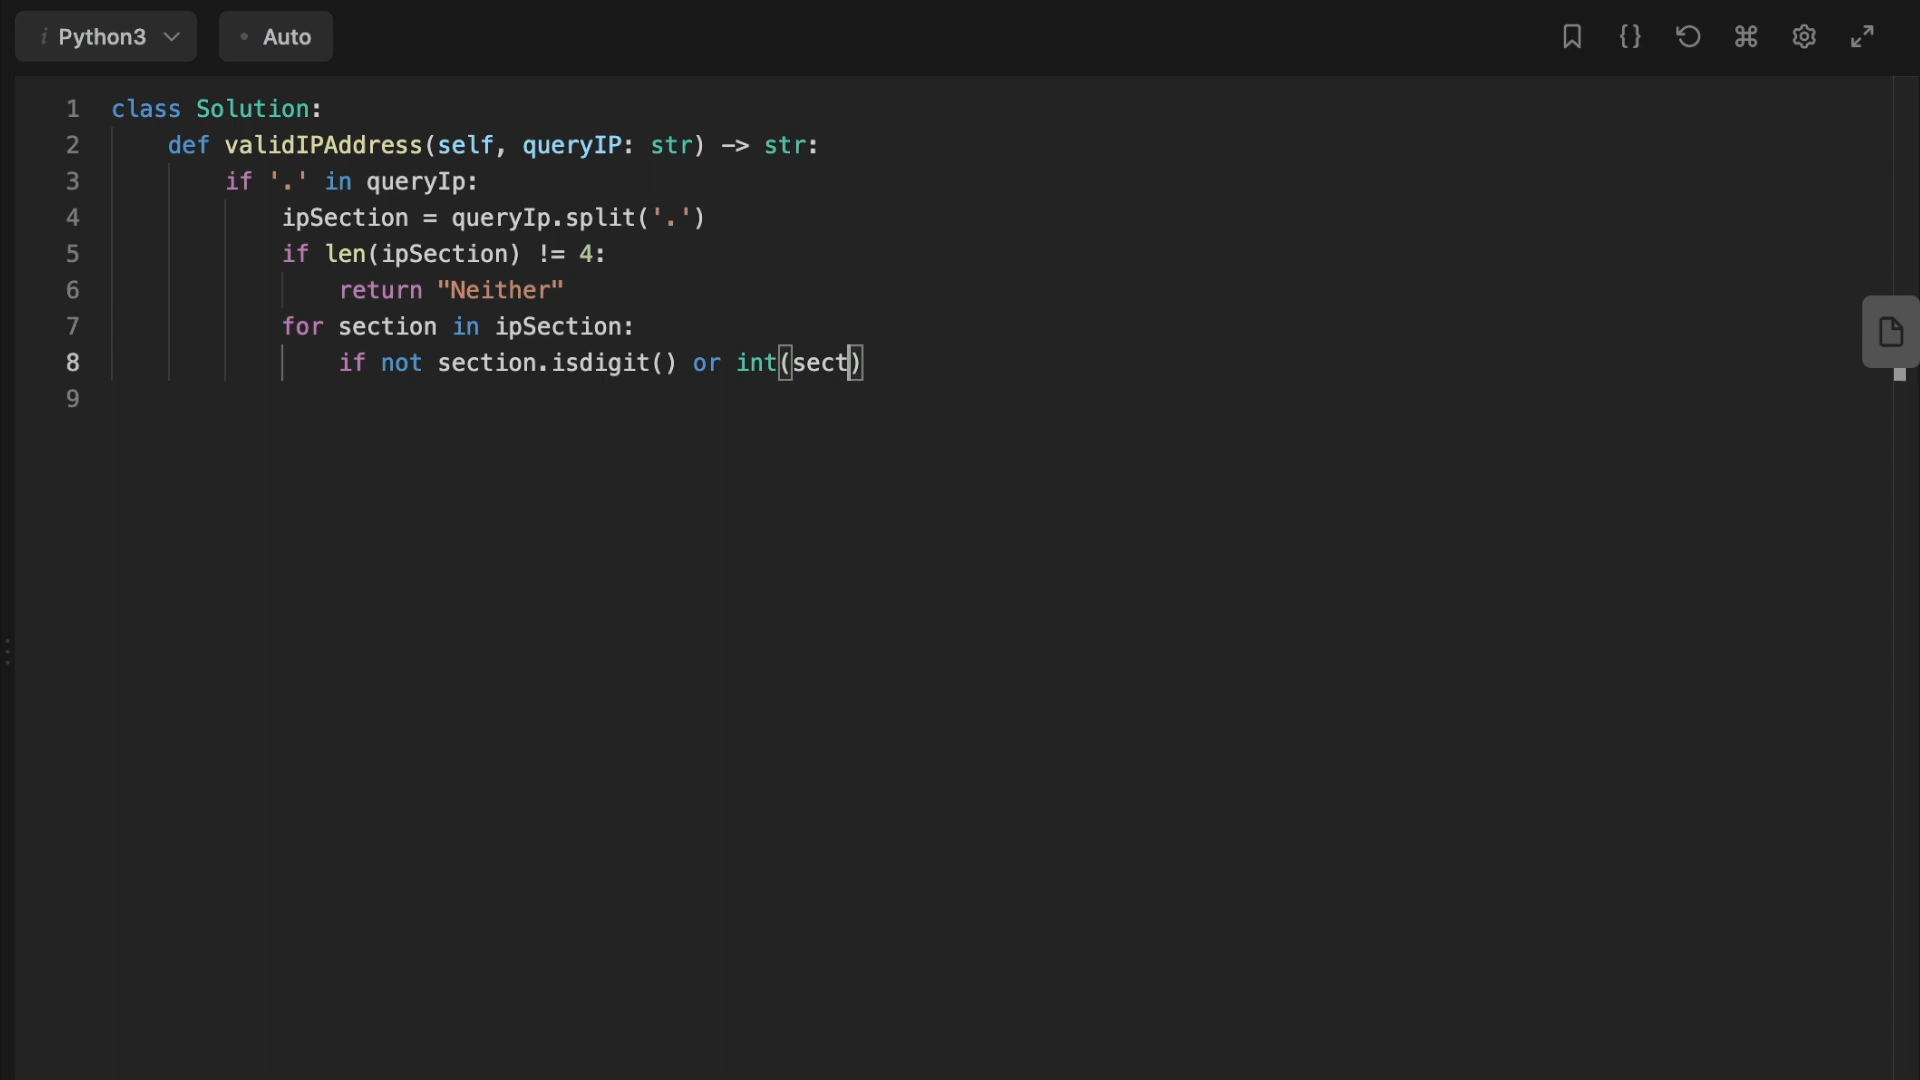 i Python3 • Auto
1 class Solution:
2 def validIPAddress(self, queryIP: str) -> str:
3 if '.' in queryIp:
4 ipSection = queryIp.split('.')
5 if len(ipSection) != 4:
6 return "Neither"
7 for section in ipSection:
8 if not section.isdigit() or int(sect)
9